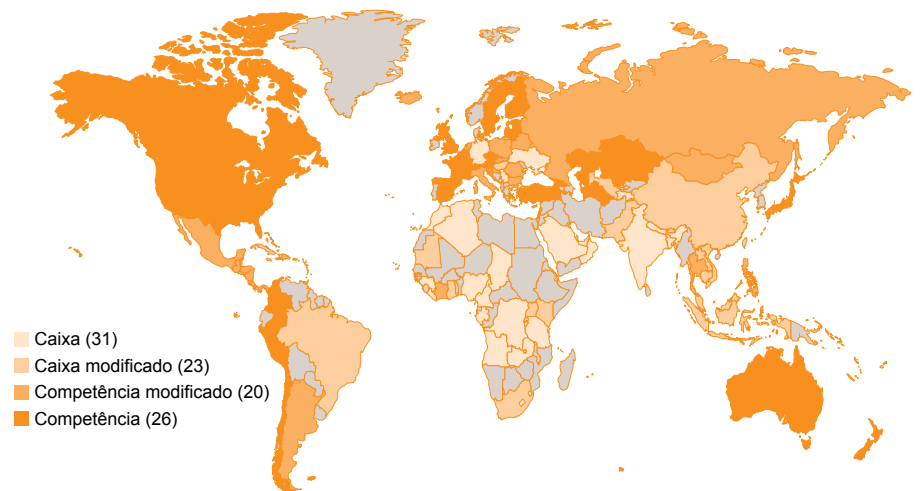 Caixa (31)
Caixa modificado (23)
Competência modificado (20)
Competência (26)